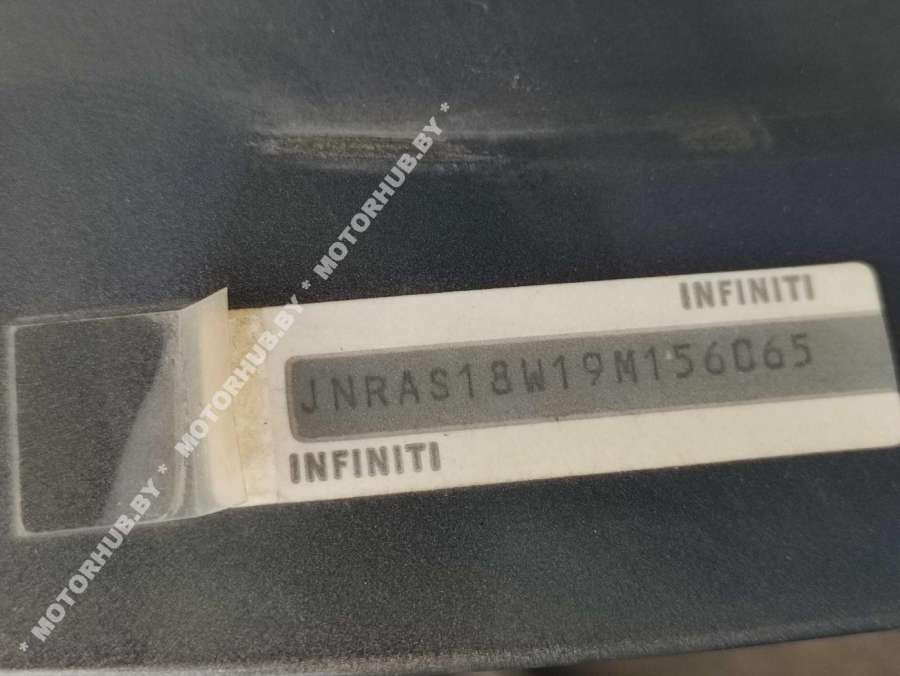 * MOTORHUB.BY * MOTORHUB.BY * MOTORHUB.BY *
INFINITI
JNRAS18W19M156065
INFINITI